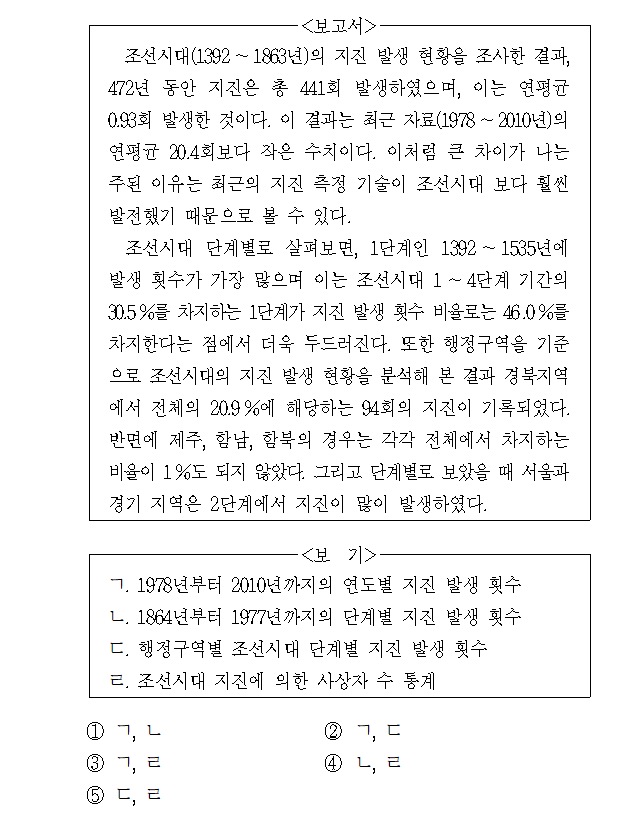 <보고서>
조선시대(1392 ~ 1863년)의 지진 발생 현황을 조사한 결과,
472년 동안 지진은 총 441회 발생하였으며, 이는 연평균
0.93회 발생한 것이다. 이 결과는 최근 자료(1978 ~ 2010년)의
연평균 20.4회보다 작은 수치이다. 이처럼 큰 차이가 나는
주된 이유는 최근의 지진 측정 기술이 조선시대 보다 훨씬
발전했기 때문으로 볼 수 있다.
조선시대 단계별로 살펴보면, 1단계인 1392 ~ 1535년에
발생 횟수가 가장 많으며 이는 조선시대 1 ~ 4단계 기간의
30.5 %를 차지하는 1단계가 지진 발생 횟수 비율로는 46.0 %를
차지한다는 점에서 더욱 두드러진다. 또한 행정구역을 기준
으로 조선시대의 지진 발생 현황을 분석해 본 결과 경북지역
에서 전체의 20.9 %에 해당하는 94회의 지진이 기록되었다.
반면에 제주, 함남, 함북의 경우는 각각 전체에서 차지하는
비율이 1 %도 되지 않았다. 그리고 단계별로 보았을 때 서울과
경기 지역은 2단계에서 지진이 많이 발생하였다.
<보 기>
ㄱ. 1978년부터 2010년까지의 연도별 지진 발생 횟수
ㄴ. 1864년부터 1977년까지의 단계별 지진 발생 횟수
ㄷ. 행정구역별 조선시대 단계별 지진 발생 횟수
ㄹ. 조선시대 지진에 의한 사상자 수 통계
① ㄱ, ㄴ ② ㄱ, ㄷ
③ ㄱ, ㄹ ④ ㄴ, ㄹ
⑤ ㄷ, ㄹ